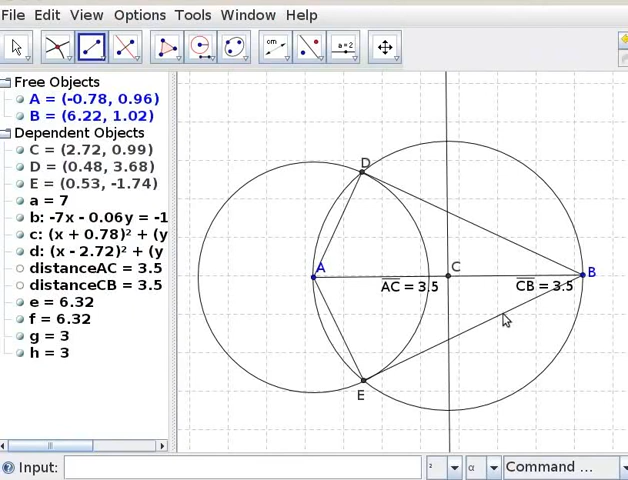 File Edit View Options Tools Window Help
cm a=2
Free Objects
A = (-0.78, 0.96)
B = (6.22, 1.02)
Dependent Objects
C = (2.72, 0.99)
D = (0.48, 3.68)
E = (0.53, -1.74)
a = 7
b: -7x - 0.06y = -1
c: (x + 0.78)² + (y
d: (x - 2.72)² + (y
distanceAC = 3.5
distanceCB = 3.5
e = 6.32
f = 6.32
g = 3
h = 3
D
A
C
B
AC = 3.5
CB = 3.5
E
Input: ² α Command ...